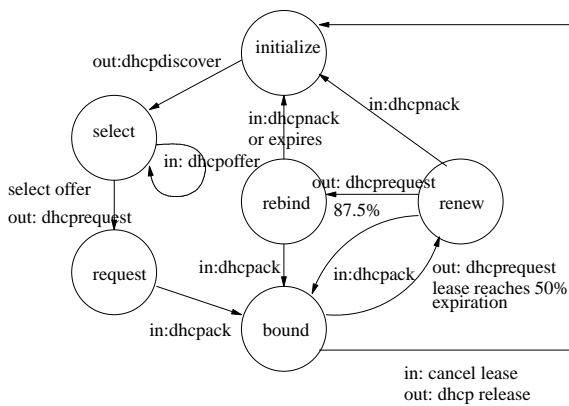 initialize
out:dhcpdiscover
in:dhcpnack
select
in:dhcpnack
or expires
in: dhcpoffer
select offer
out: dhcprequest
out: dhcprequest
rebind
87.5%
renew
request
in:dhcpack
in:dhcpack
out: dhcprequest
lease reaches 50%
expiration
in:dhcpack
bound
in: cancel lease
out: dhcp release